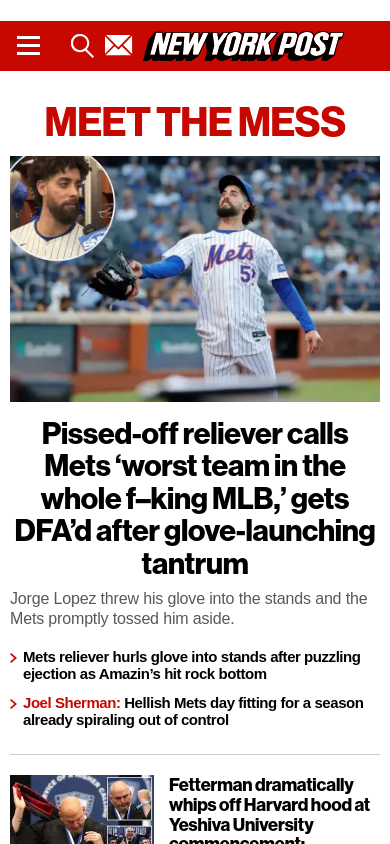 NEW YORK POST
MEET THE MESS
Mets
Pissed-off reliever calls
Mets ‘worst team in the
whole f--king MLB,’ gets
DFA’d after glove-launching
tantrum
Jorge Lopez threw his glove into the stands and the
Mets promptly tossed him aside.
Mets reliever hurls glove into stands after puzzling
ejection as Amazin’s hit rock bottom
Joel Sherman: Hellish Mets day fitting for a season
already spiraling out of control
Fetterman dramatically
whips off Harvard hood at
Yeshiva University
commencement: